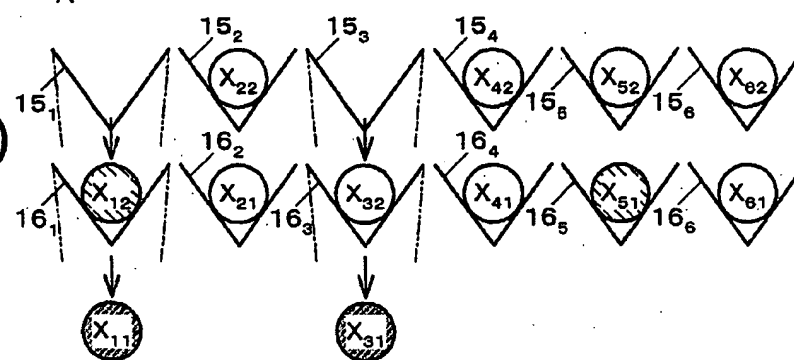 15₁ 15₂ X₂₂ 15₃ 15₄ X₄₂ 15₅ X₅₂ 15₆ X₆₂
16₁ X₁₂ 16₂ X₂₁ 16₃ X₃₂ 16₄ X₄₁ 16₅ X₅₁ 16₆ X₆₁
X₁₁ X₃₁